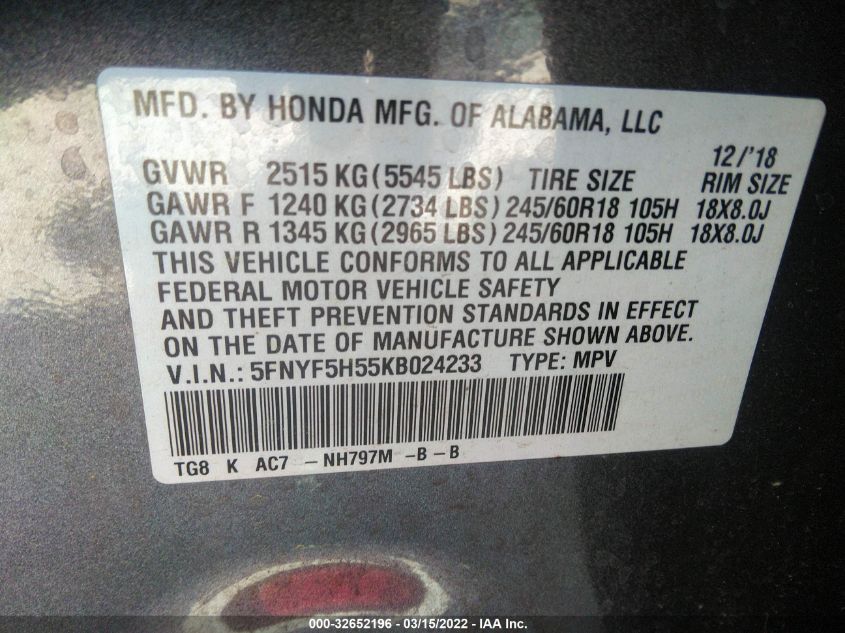 MFD. BY HONDA MFG. OF ALABAMA, LLC
12/'18
GVWR 2515 KG(5545 LBS) TIRE SIZE RIM SIZE
GAWR F 1240 KG(2734 LBS) 245/60R18 105H 18X8.0J
GAWR R 1345 KG(2965 LBS) 245/60R18 105H 18X8.0J
THIS VEHICLE CONFORMS TO ALL APPLICABLE
FEDERAL MOTOR VEHICLE SAFETY
AND THEFT PREVENTION STANDARDS IN EFFECT
ON THE DATE OF MANUFACTURE SHOWN ABOVE.
V.I.N.: 5FNYF5H55KB024233 TYPE: MPV
TG8 K AC7 -NH797M -B-B
000-32652196 - 03/15/2022 - IAA Inc.